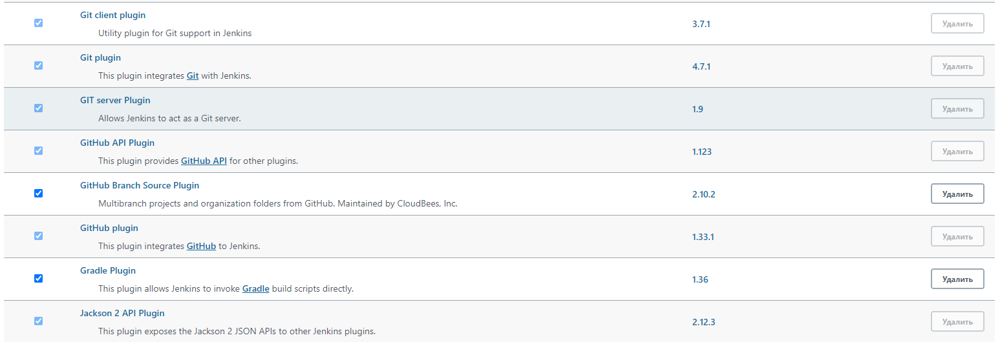 Git client plugin
Utility plugin for Git support in Jenkins
3.7.1
Удалить
Git plugin
This plugin integrates Git with Jenkins.
4.7.1
Удалить
GIT server Plugin
Allows Jenkins to act as a Git server.
1.9
Удалить
GitHub API Plugin
This plugin provides GitHub API for other plugins.
1.123
Удалить
GitHub Branch Source Plugin
Multibranch projects and organization folders from GitHub. Maintained by CloudBees, Inc.
2.10.2
Удалить
GitHub plugin
This plugin integrates GitHub to Jenkins.
1.33.1
Удалить
Gradle Plugin
This plugin allows Jenkins to invoke Gradle build scripts directly.
1.36
Удалить
Jackson 2 API Plugin
This plugin exposes the Jackson 2 JSON APIs to other Jenkins plugins.
2.12.3
Удалить